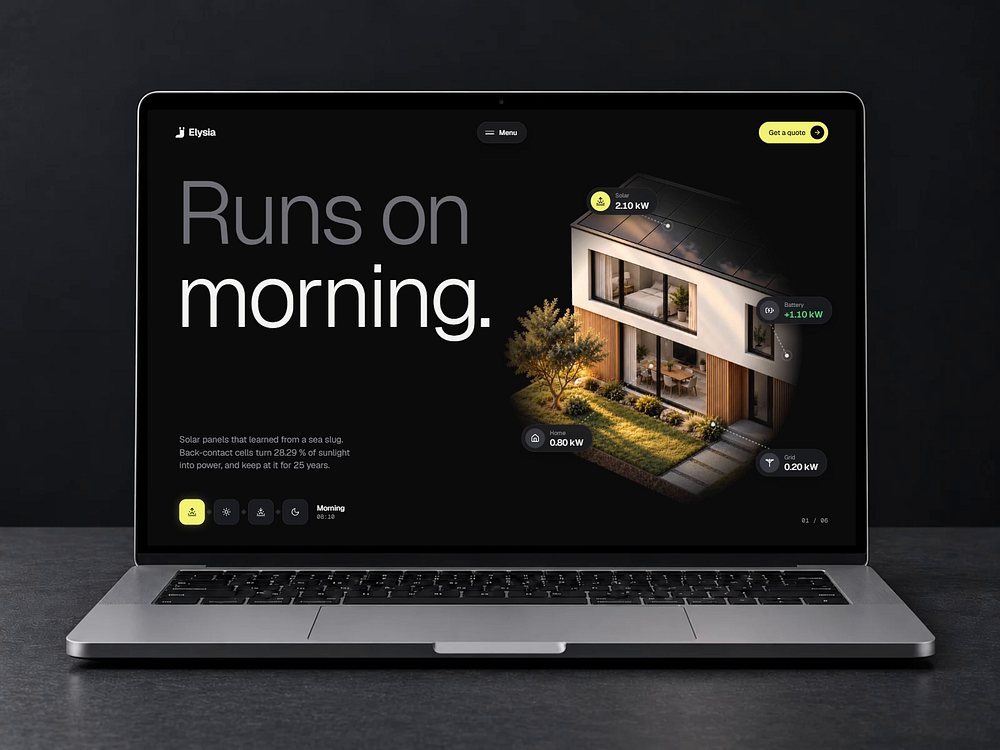 Elysia
Menu
Get a quote
Runs on
morning.
Solar
2.10 kW
Battery
+1.10 kW
Home
0.80 kW
Grid
0.20 kW
Solar panels that learned from a sea slug.
Back-contact cells turn 28.29 % of sunlight
into power, and keep at it for 25 years.
Morning
08:10
01 / 06